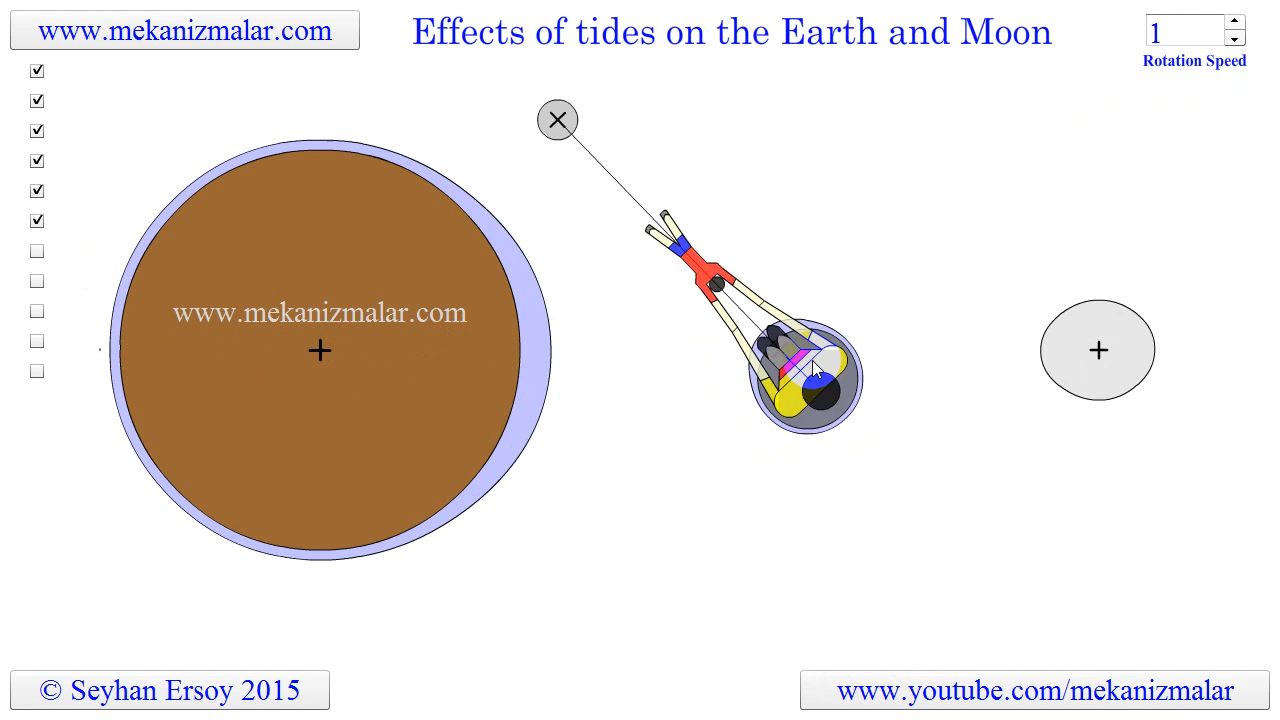 www.mekanizmalar.com
Effects of tides on the Earth and Moon
1
Rotation Speed
www.mekanizmalar.com
© Seyhan Ersoy 2015
www.youtube.com/mekanizmalar